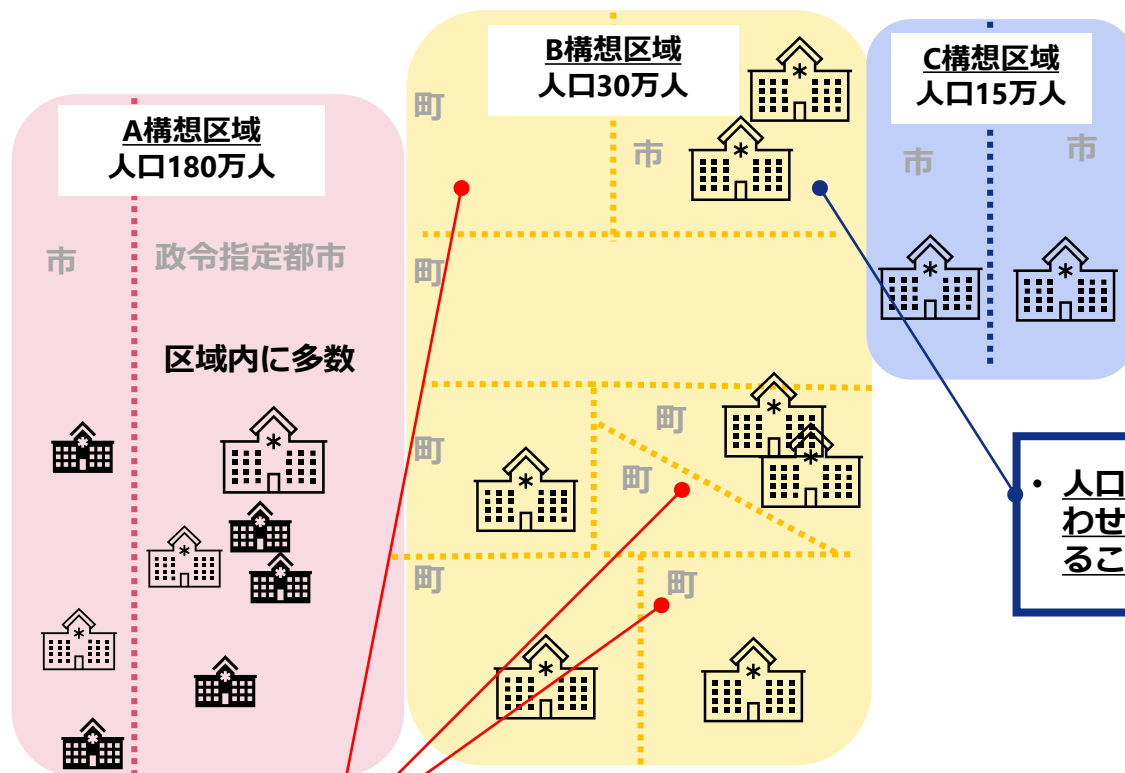 A構想区域
人口180万人
市
政令指定都市
区域内に多数
B構想区域
人口30万人
町
市
町
町
町
町
町
町
C構想区域
人口15万人
市
市
・人口
わせ
るこ